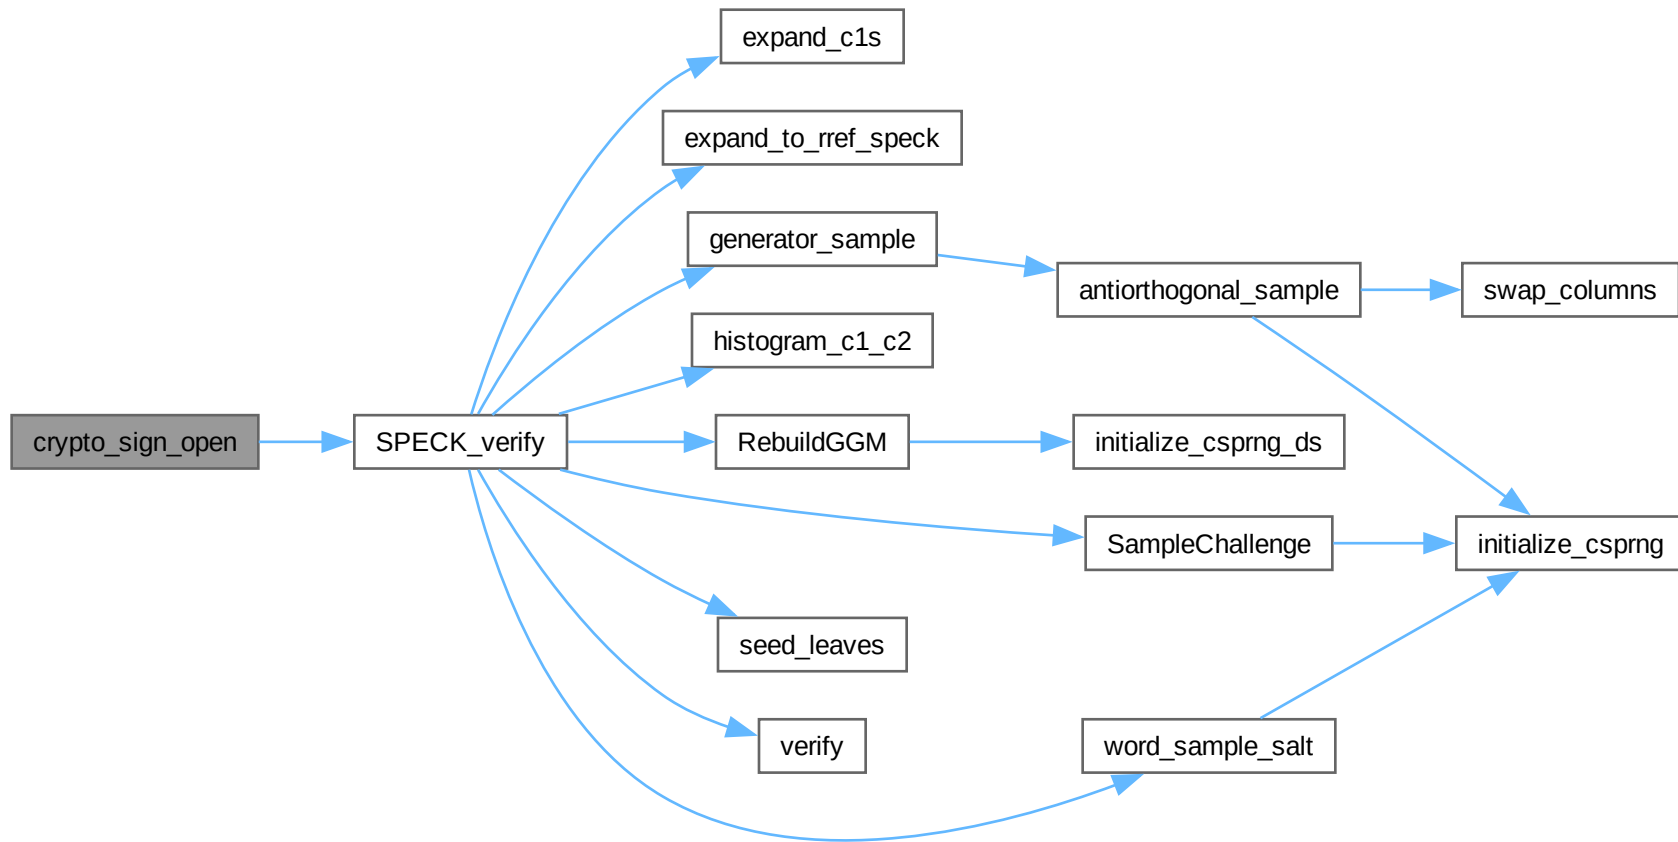 expand_c1s
expand_to_rref_speck
generator_sample
antiorthogonal_sample
swap_columns
histogram_c1_c2
crypto_sign_open
SPECK_verify
RebuildGGM
initialize_csprng_ds
SampleChallenge
initialize_csprng
seed_leaves
verify
word_sample_salt